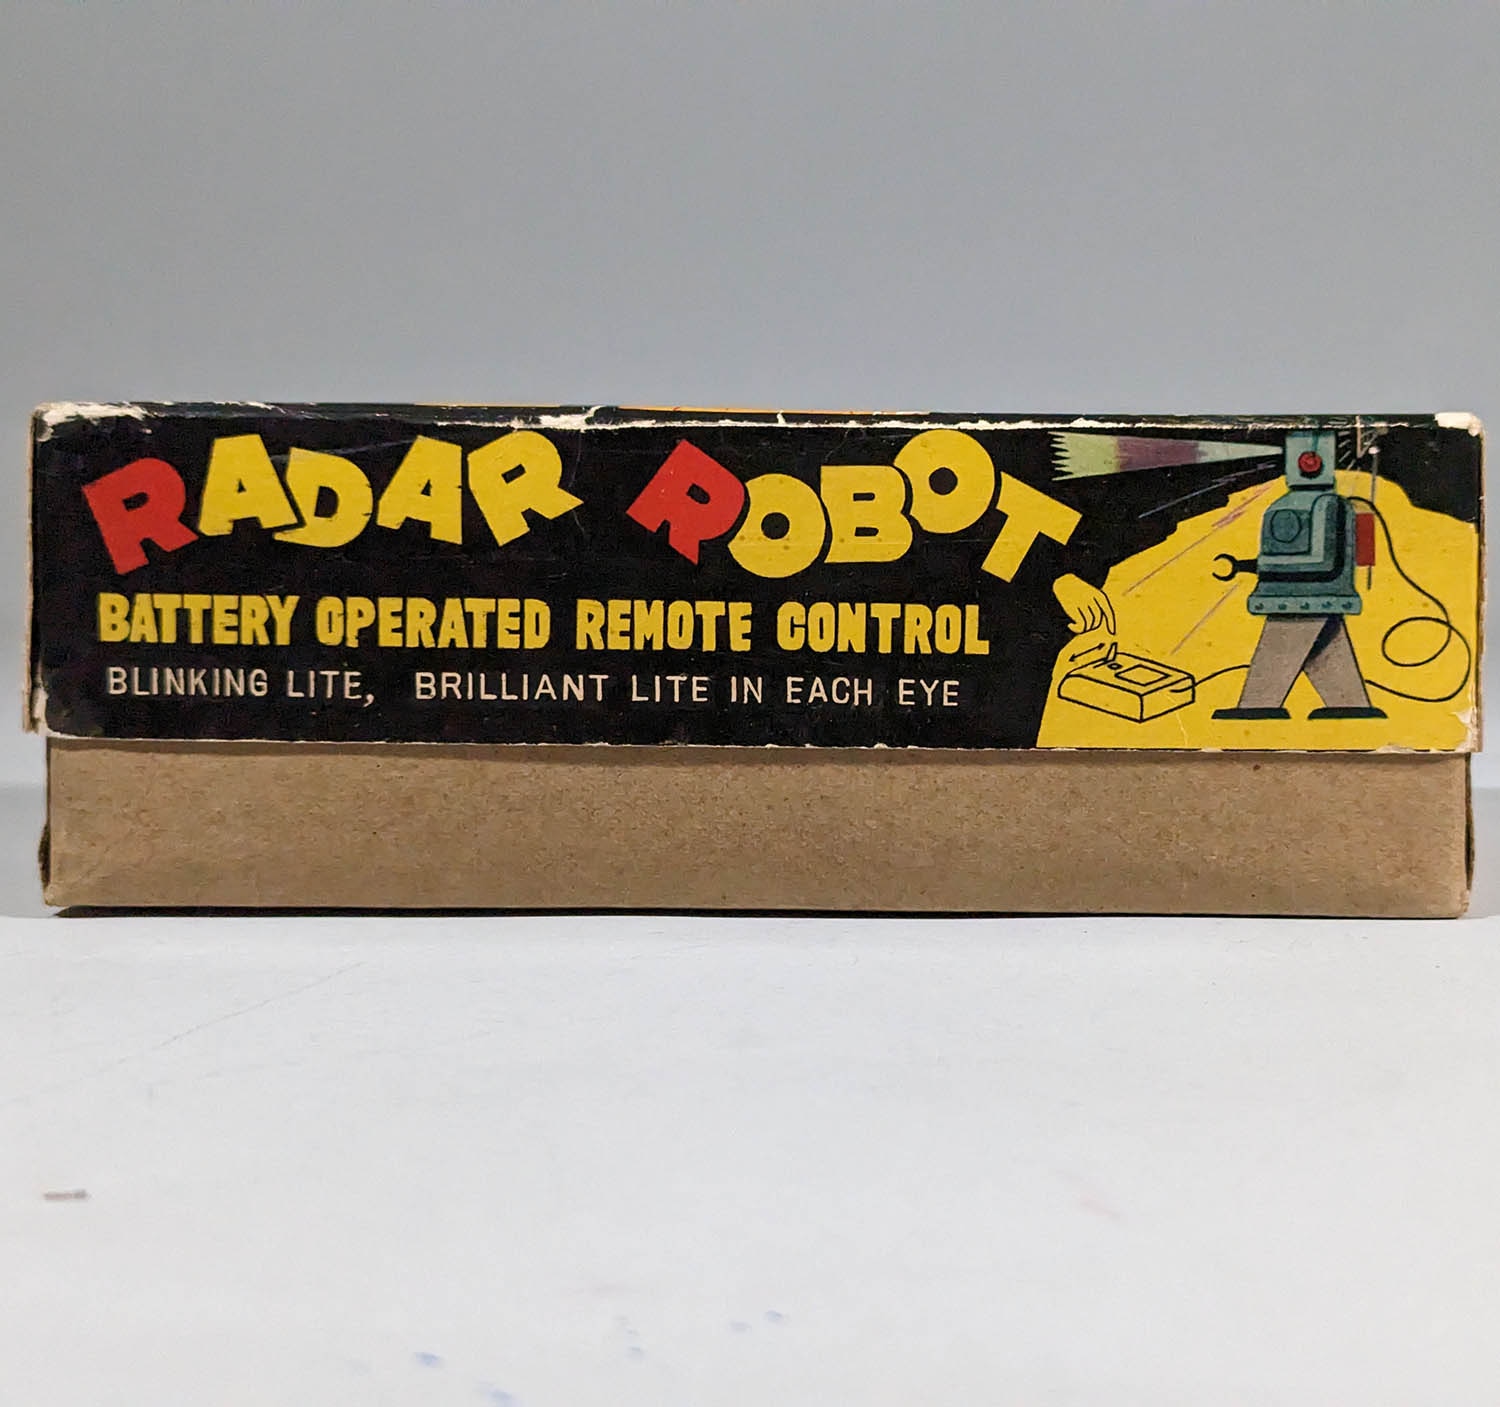 RADAR ROBOT
BATTERY OPERATED REMOTE CONTROL
BLINKING LITE, BRILLIANT LITE IN EACH EYE